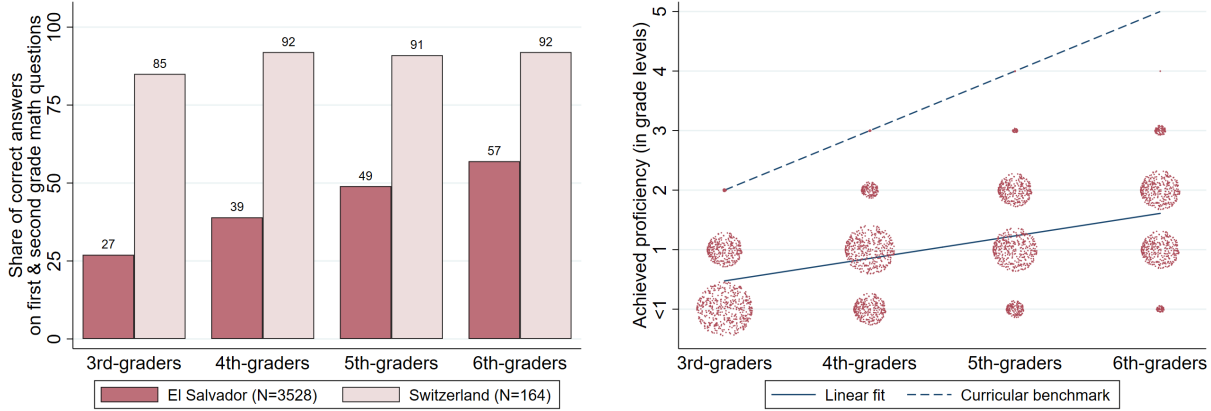 Share of correct answers
on first & second grade math questions
100
75
50
25
0
27
85
39
92
49
91
57
92
3rd-graders
4th-graders
5th-graders
6th-graders
El Salvador (N=3528)
Switzerland (N=164)
Achieved proficiency (in grade levels)
5
4
3
2
1
<1
3rd-graders
4th-graders
5th-graders
6th-graders
Linear fit
Curricular benchmark